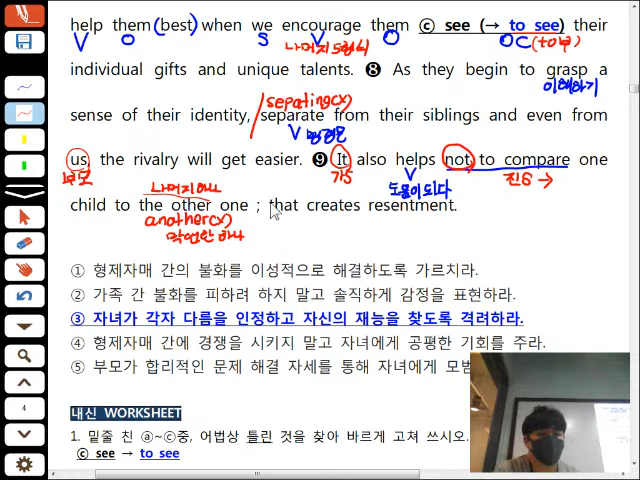 help them (best) when we encourage them ⓒ see (→ to see) their
V O S V O OC(to부)
나머지 5형식
individual gifts and unique talents. ❽ As they begin to grasp a
이해하기
sepating(x)
sense of their identity, / separate from their siblings and even from
V 명령문
us, the rivalry will get easier. ❾ It also helps not to compare one
부모 가S V 진S →
나머지 하나 도움이 되다
child to the other one ; that creates resentment.
another(x)
막연한 하나
① 형제자매 간의 불화를 이성적으로 해결하도록 가르치라.
② 가족 간 불화를 피하려 하지 말고 솔직하게 감정을 표현하라.
③ 자녀가 각자 다름을 인정하고 자신의 재능을 찾도록 격려하라.
④ 형제자매 간에 경쟁을 시키지 말고 자녀에게 공평한 기회를 주라.
⑤ 부모가 합리적인 문제 해결 자세를 통해 자녀에게 모범
내신 WORKSHEET
1. 밑줄 친 ⓐ~ⓒ중, 어법상 틀린 것을 찾아 바르게 고쳐 쓰시오.
ⓒ see → to see
4